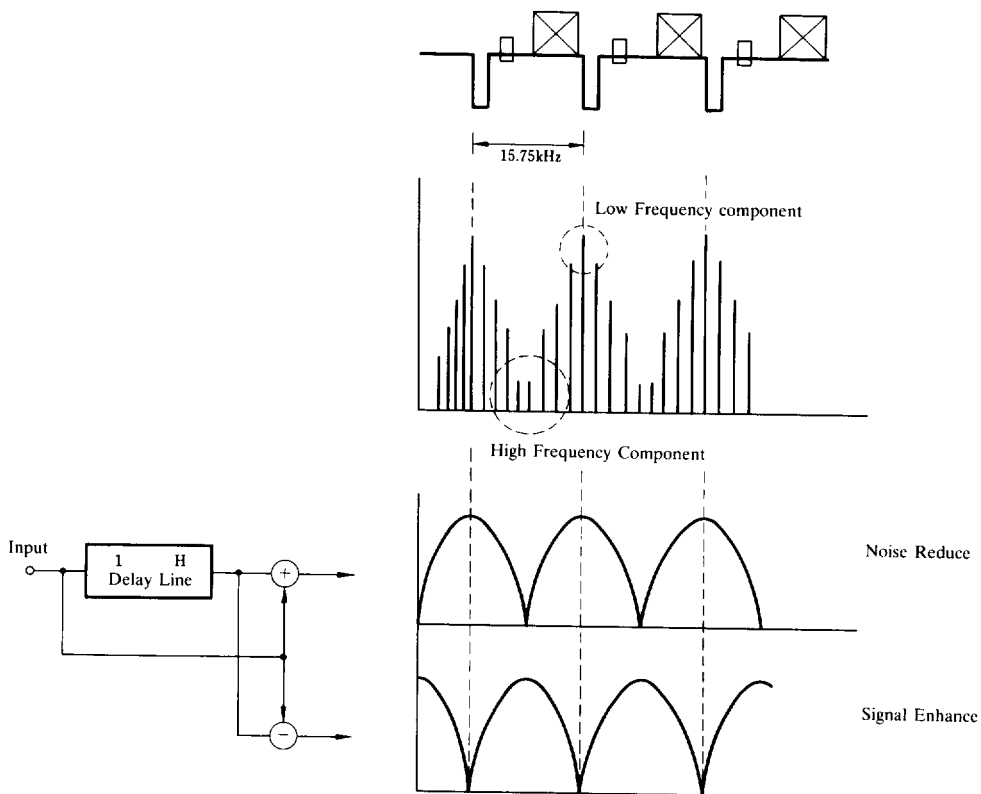 15.75kHz
Low Frequency component
High Frequency Component
Input
1 H
Delay Line
+
−
Noise Reduce
Signal Enhance